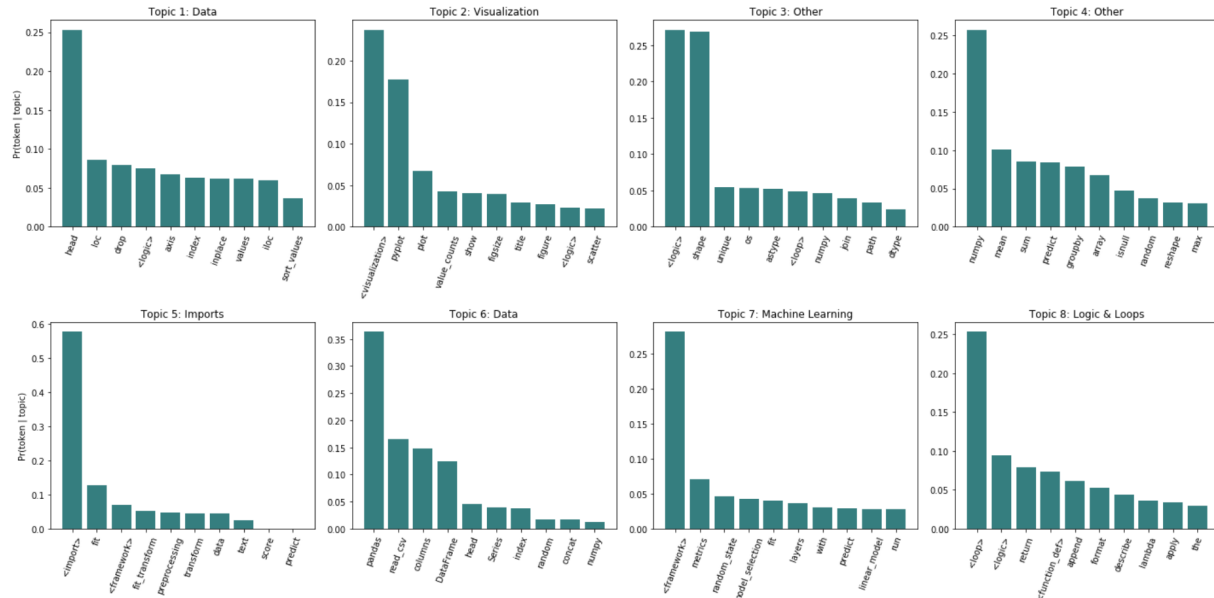 Topic 1: Data
Pr(token | topic)
0.25
0.20
0.15
0.10
0.05
0.00
head
loc
drop
<logic>
axis
index
inplace
values
iloc
sort_values
Topic 2: Visualization
0.20
0.15
0.10
0.05
0.00
<visualization>
pyplot
plot
value_counts
show
figsize
title
figure
<logic>
scatter
Topic 3: Other
0.25
0.20
0.15
0.10
0.05
0.00
<logic>
shape
unique
os
astype
<loop>
numpy
join
path
dtype
Topic 4: Other
0.25
0.20
0.15
0.10
0.05
0.00
numpy
mean
sum
predict
groupby
array
isnull
random
reshape
max
Topic 5: Imports
Pr(token | topic)
0.6
0.5
0.4
0.3
0.2
0.1
0.0
<import>
fit
<framework>
fit_transform
preprocessing
transform
data
text
score
predict
Topic 6: Data
0.35
0.30
0.25
0.20
0.15
0.10
0.05
0.00
pandas
read_csv
columns
DataFrame
head
Series
index
random
concat
numpy
Topic 7: Machine Learning
0.25
0.20
0.15
0.10
0.05
0.00
<framework>
metrics
random_state
nodel_selection
fit
layers
with
predict
linear_model
run
Topic 8: Logic & Loops
0.25
0.20
0.15
0.10
0.05
0.00
<loop>
<logic>
return
:function_def>
append
format
describe
lambda
apply
the